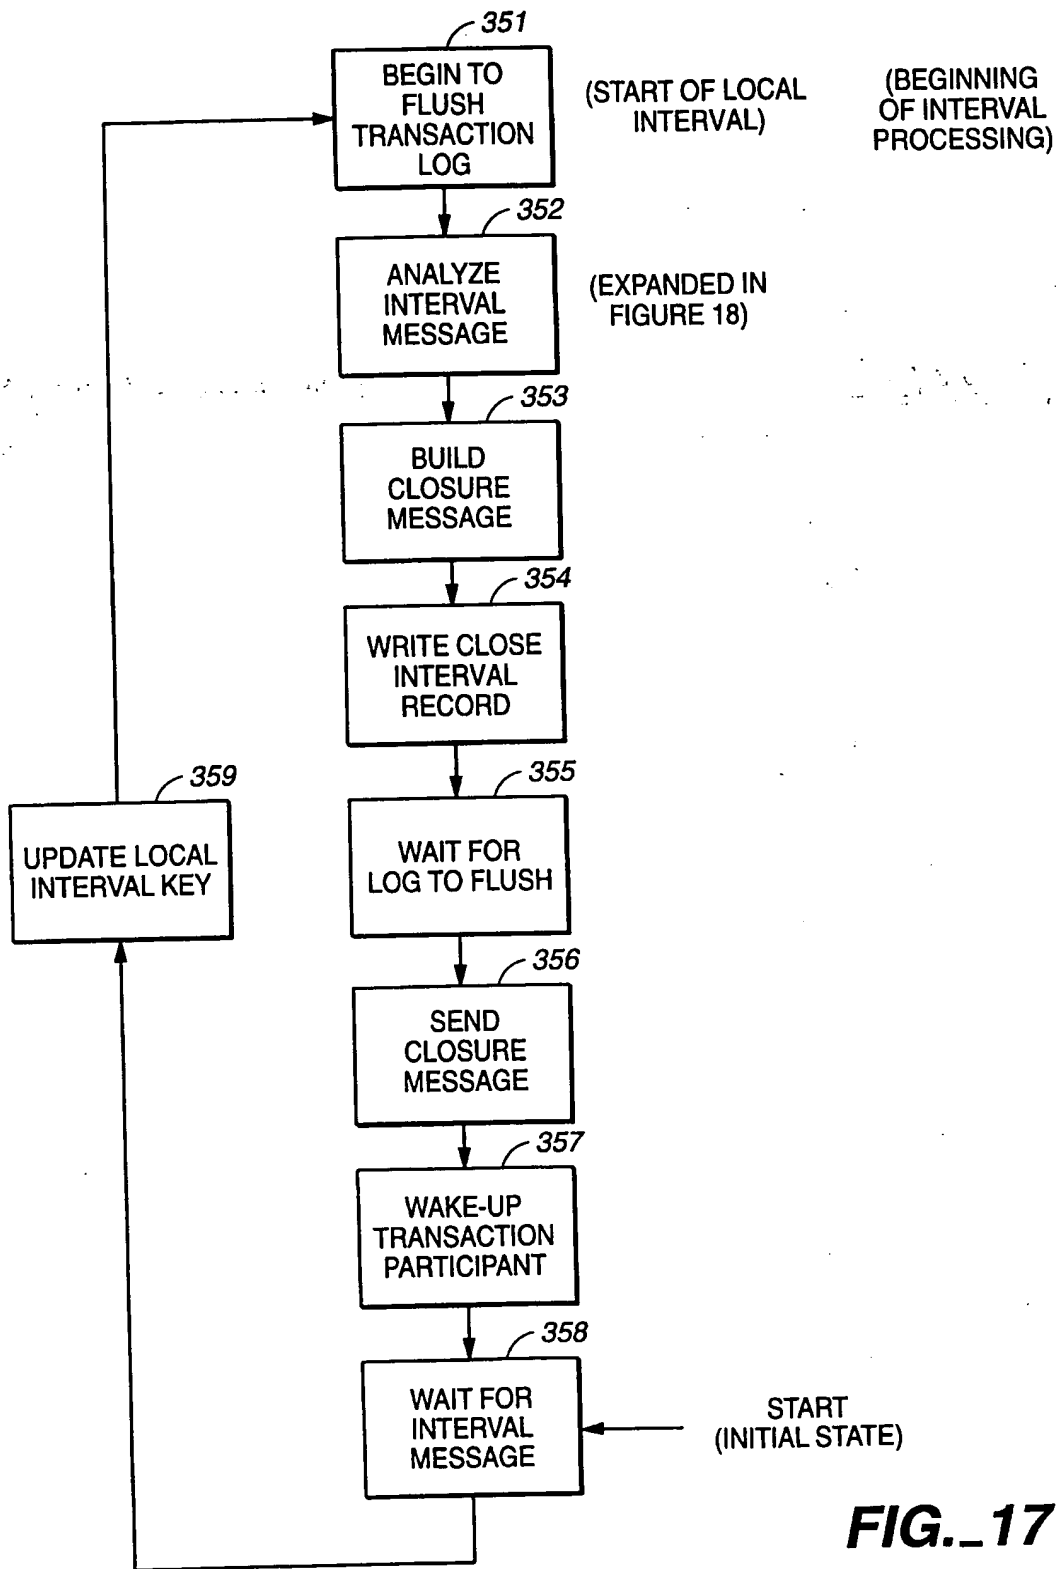 351
BEGIN TO
FLUSH
TRANSACTION
LOG
(START OF LOCAL
INTERVAL)
(BEGINNING
OF INTERVAL
PROCESSING)
352
ANALYZE
INTERVAL
MESSAGE
(EXPANDED IN
FIGURE 18)
353
BUILD
CLOSURE
MESSAGE
354
WRITE CLOSE
INTERVAL
RECORD
359
UPDATE LOCAL
INTERVAL KEY
355
WAIT FOR
LOG TO FLUSH
356
SEND
CLOSURE
MESSAGE
357
WAKE-UP
TRANSACTION
PARTICIPANT
358
WAIT FOR
INTERVAL
MESSAGE
START
(INITIAL STATE)
FIG._17